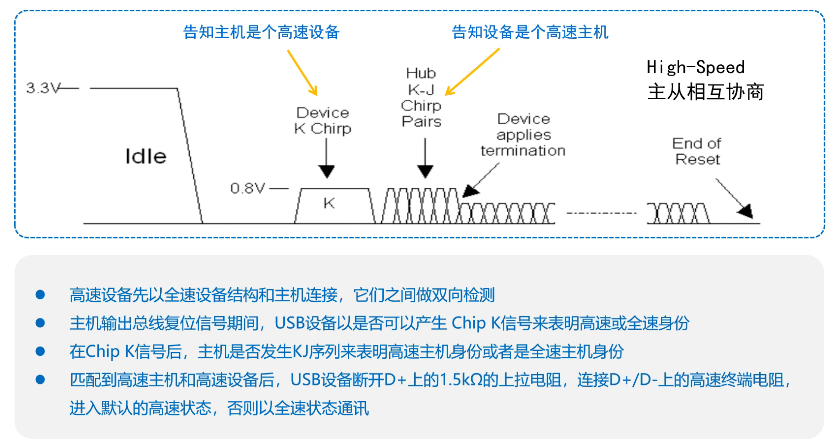 告知主机是个高速设备
告知设备是个高速主机
High-Speed
主从相互协商
3.3V
Idle
Device
K Chirp
Hub
K-J
Chirp
Pairs
Device
applies
termination
End of
Reset
0.8V
K
高速设备先以全速设备结构和主机连接，它们之间做双向检测
主机输出总线复位信号期间，USB设备以是否可以产生 Chip K信号来表明高速或全速身份
在Chip K信号后，主机是否发生KJ序列来表明高速主机身份或者是全速主机身份
匹配到高速主机和高速设备后，USB设备断开D+上的1.5kΩ的上拉电阻，连接D+/D-上的高速终端电阻，
进入默认的高速状态，否则以全速状态通讯